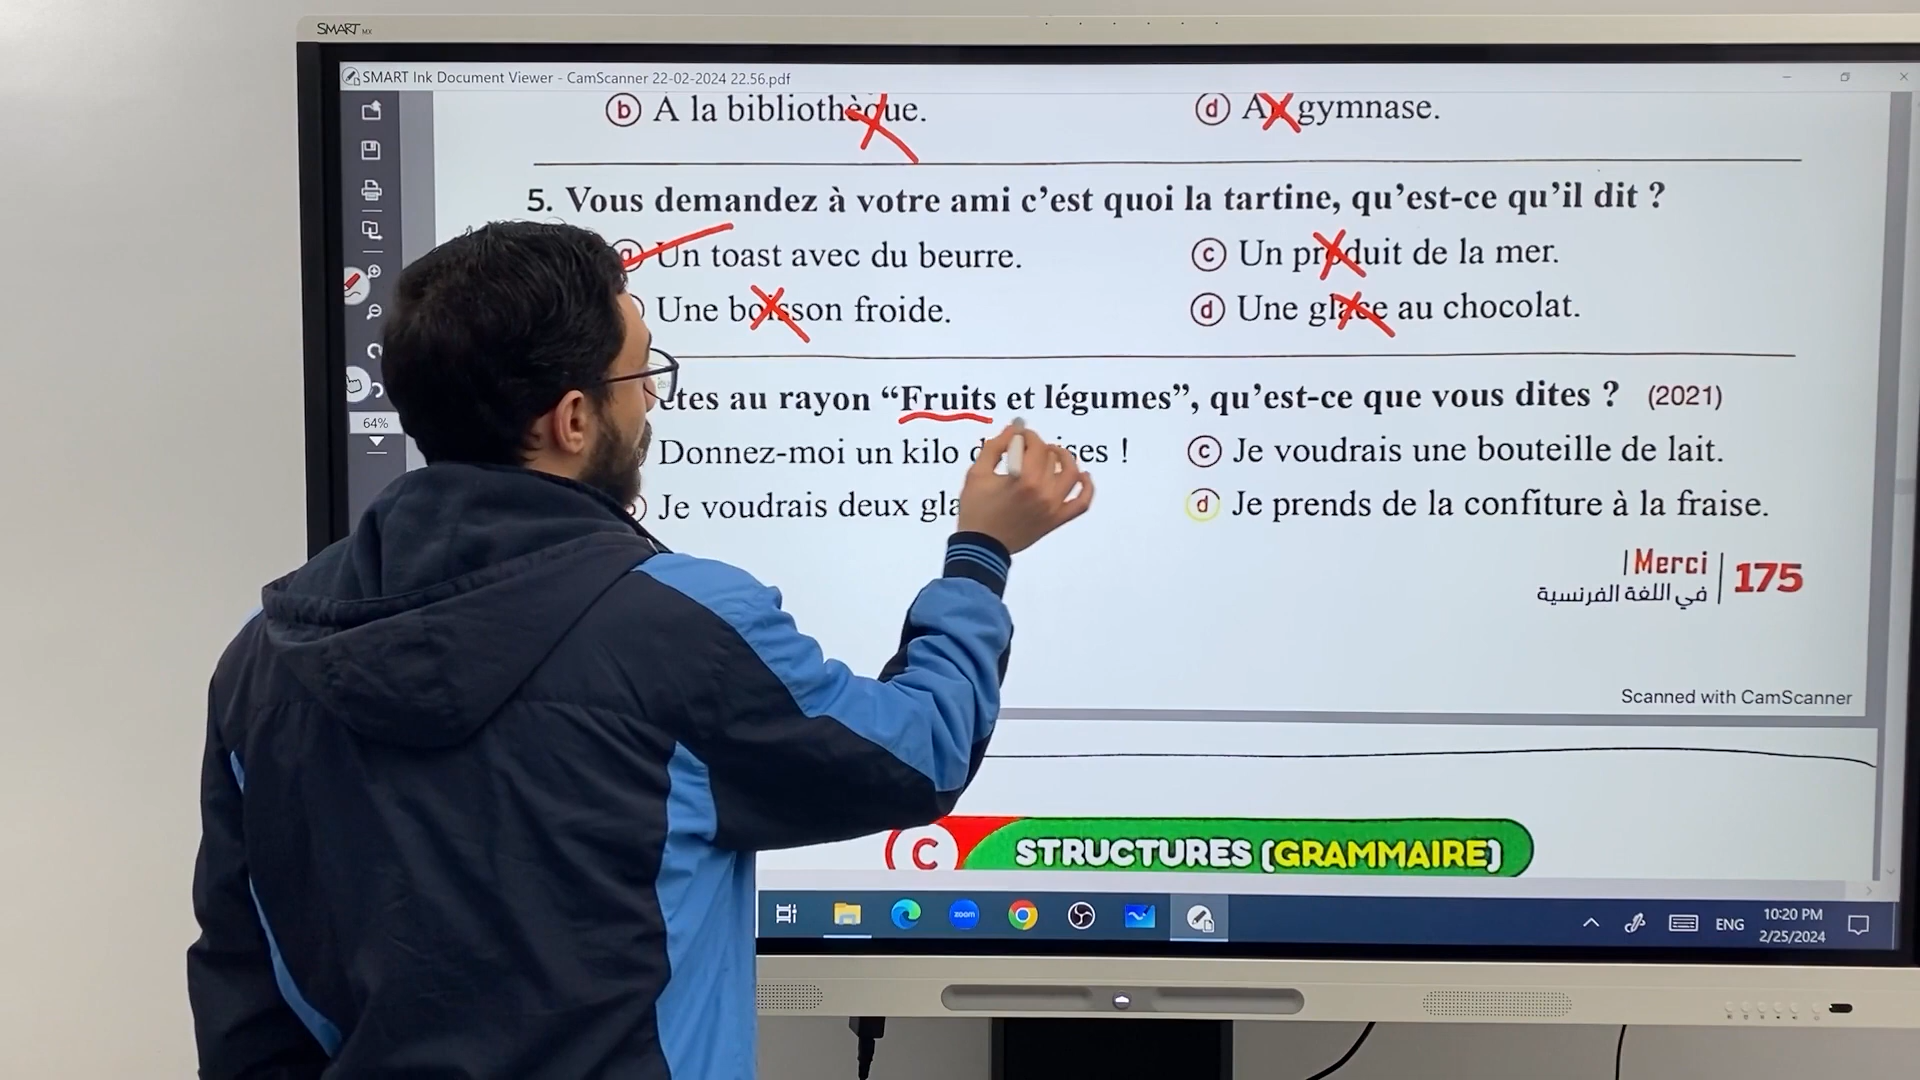 SMART MX
SMART Ink Document Viewer - CamScanner 22-02-2024 22.56.pdf
b À la bibliothèque.
d Au gymnase.
5. Vous demandez à votre ami c’est quoi la tartine, qu’est-ce qu’il dit ?
a Un toast avec du beurre.
c Un produit de la mer.
Une boisson froide.
d Une glace au chocolat.
êtes au rayon “Fruits et légumes”, qu’est-ce que vous dites ? (2021)
Donnez-moi un kilo
c Je voudrais une bouteille de lait.
Je voudrais deux
d Je prends de la confiture à la fraise.
64%
Merci
في اللغة الفرنسية
175
Scanned with CamScanner
C STRUCTURES (GRAMMAIRE)
zoom
ENG
10:20 PM
2/25/2024